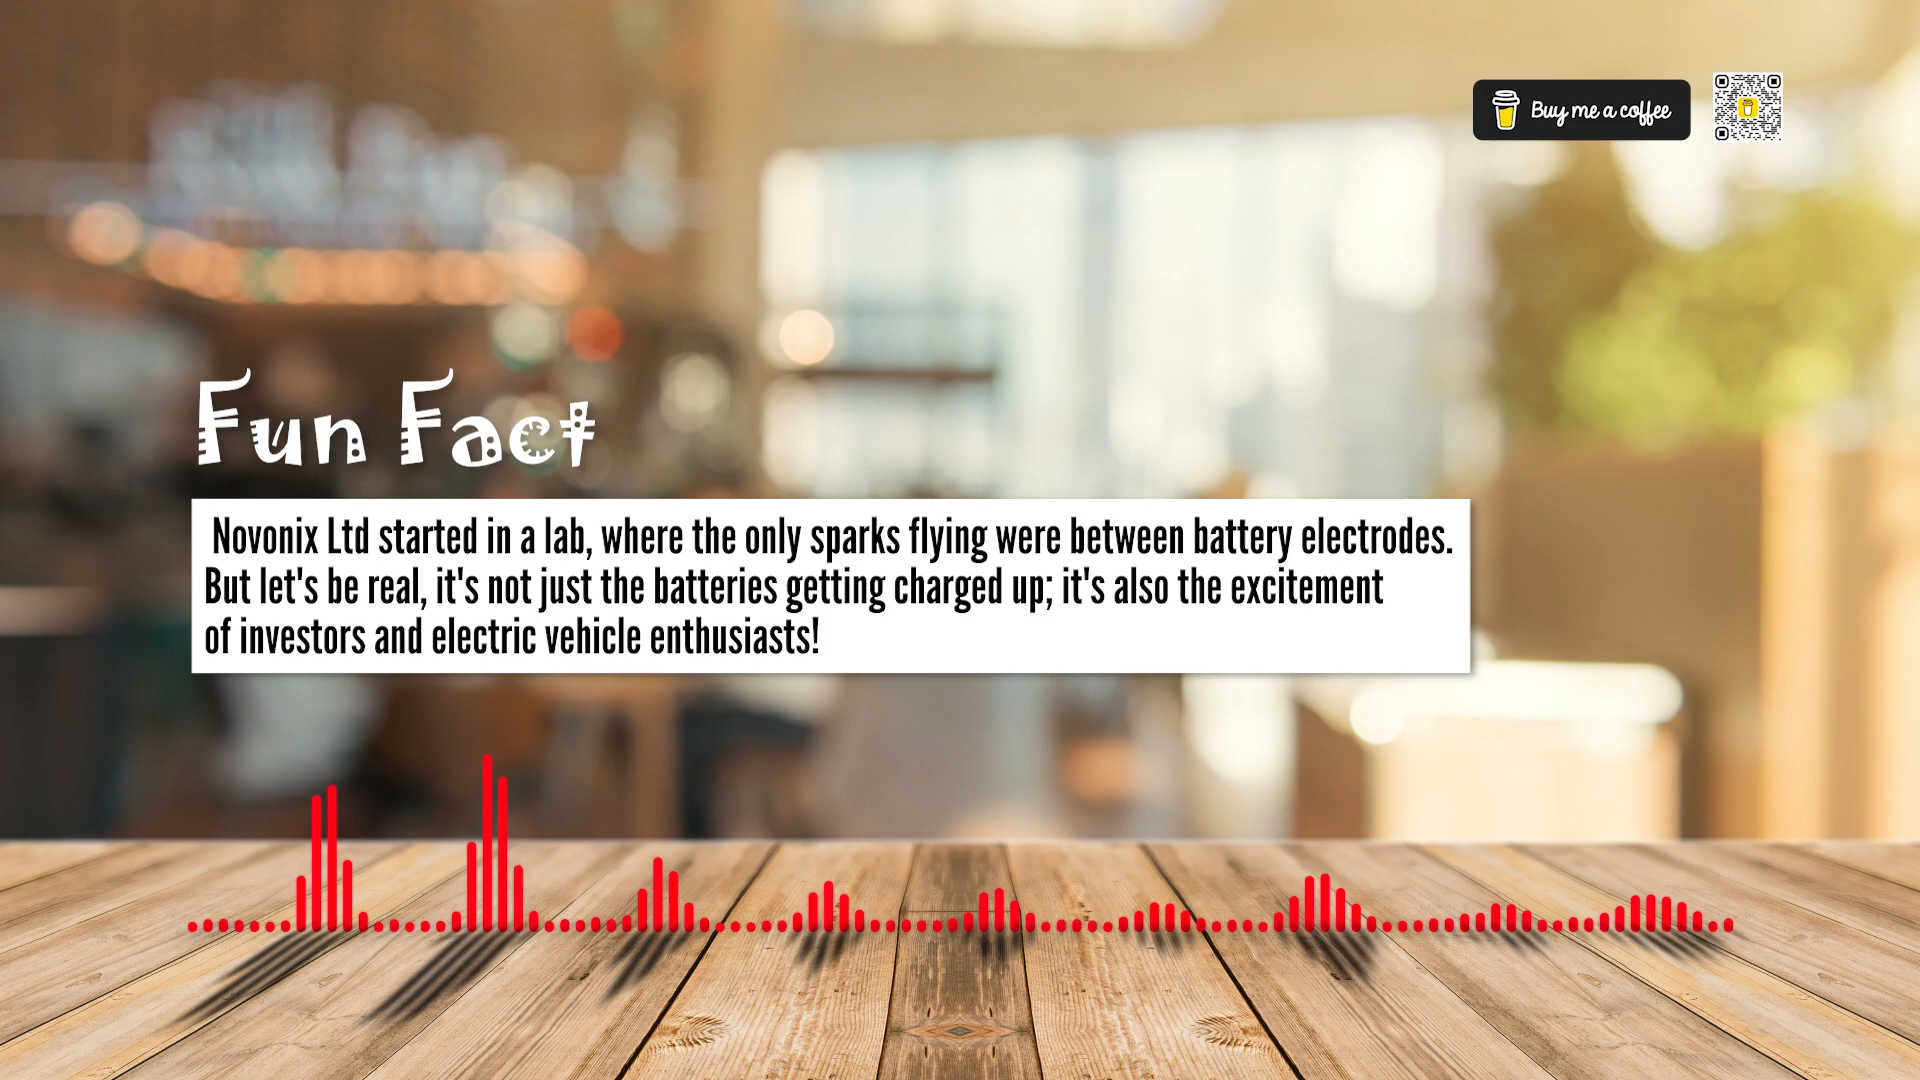 Buy me a coffee
Fun Fact
Novonix Ltd started in a lab, where the only sparks flying were between battery electrodes.
But let's be real, it's not just the batteries getting charged up; it's also the excitement
of investors and electric vehicle enthusiasts!